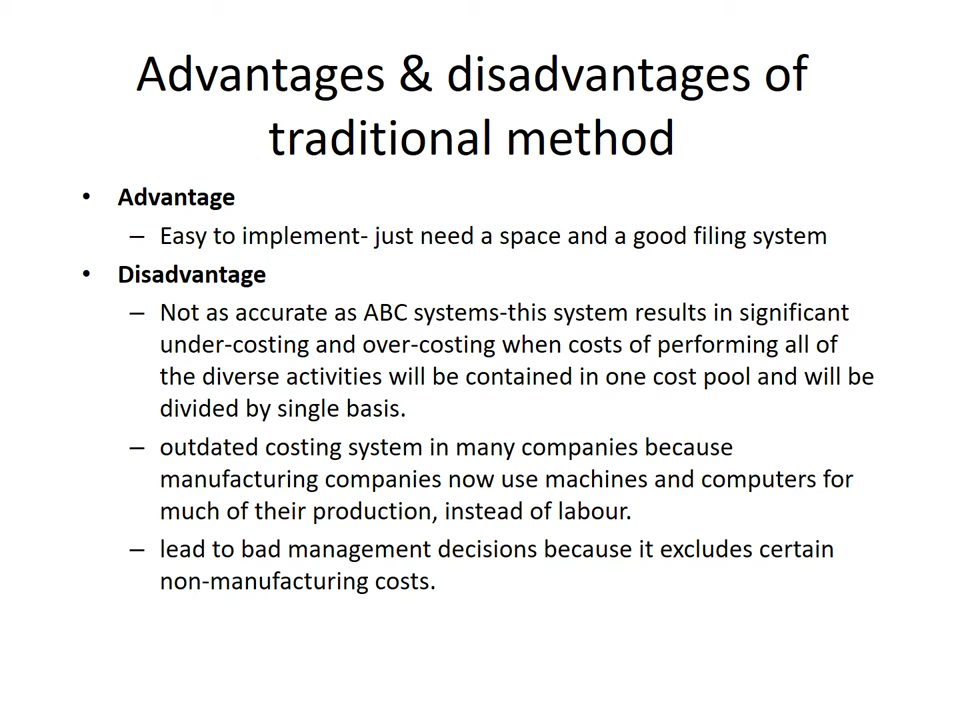 Advantages & disadvantages of
traditional method
• Advantage
– Easy to implement- just need a space and a good filing system
• Disadvantage
– Not as accurate as ABC systems-this system results in significant
under-costing and over-costing when costs of performing all of
the diverse activities will be contained in one cost pool and will be
divided by single basis.
– outdated costing system in many companies because
manufacturing companies now use machines and computers for
much of their production, instead of labour.
– lead to bad management decisions because it excludes certain
non-manufacturing costs.